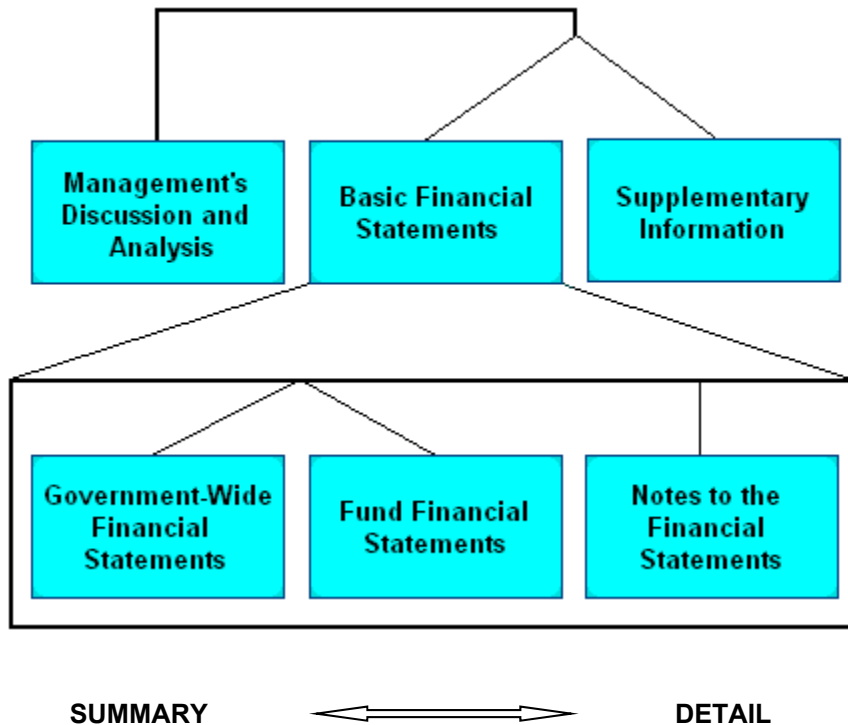 Management's
Discussion and
Analysis
Basic Financial
Statements
Supplementary
Information
Government-Wide
Financial
Statements
Fund Financial
Statements
Notes to the
Financial
Statements
SUMMARY
DETAIL